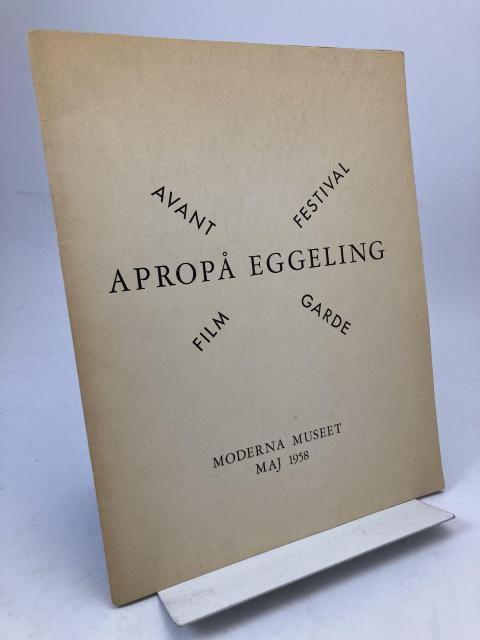 AVANT
FESTIVAL
APROPÅ EGGELING
FILM
GARDE
MODERNA MUSEET
MAJ 1958